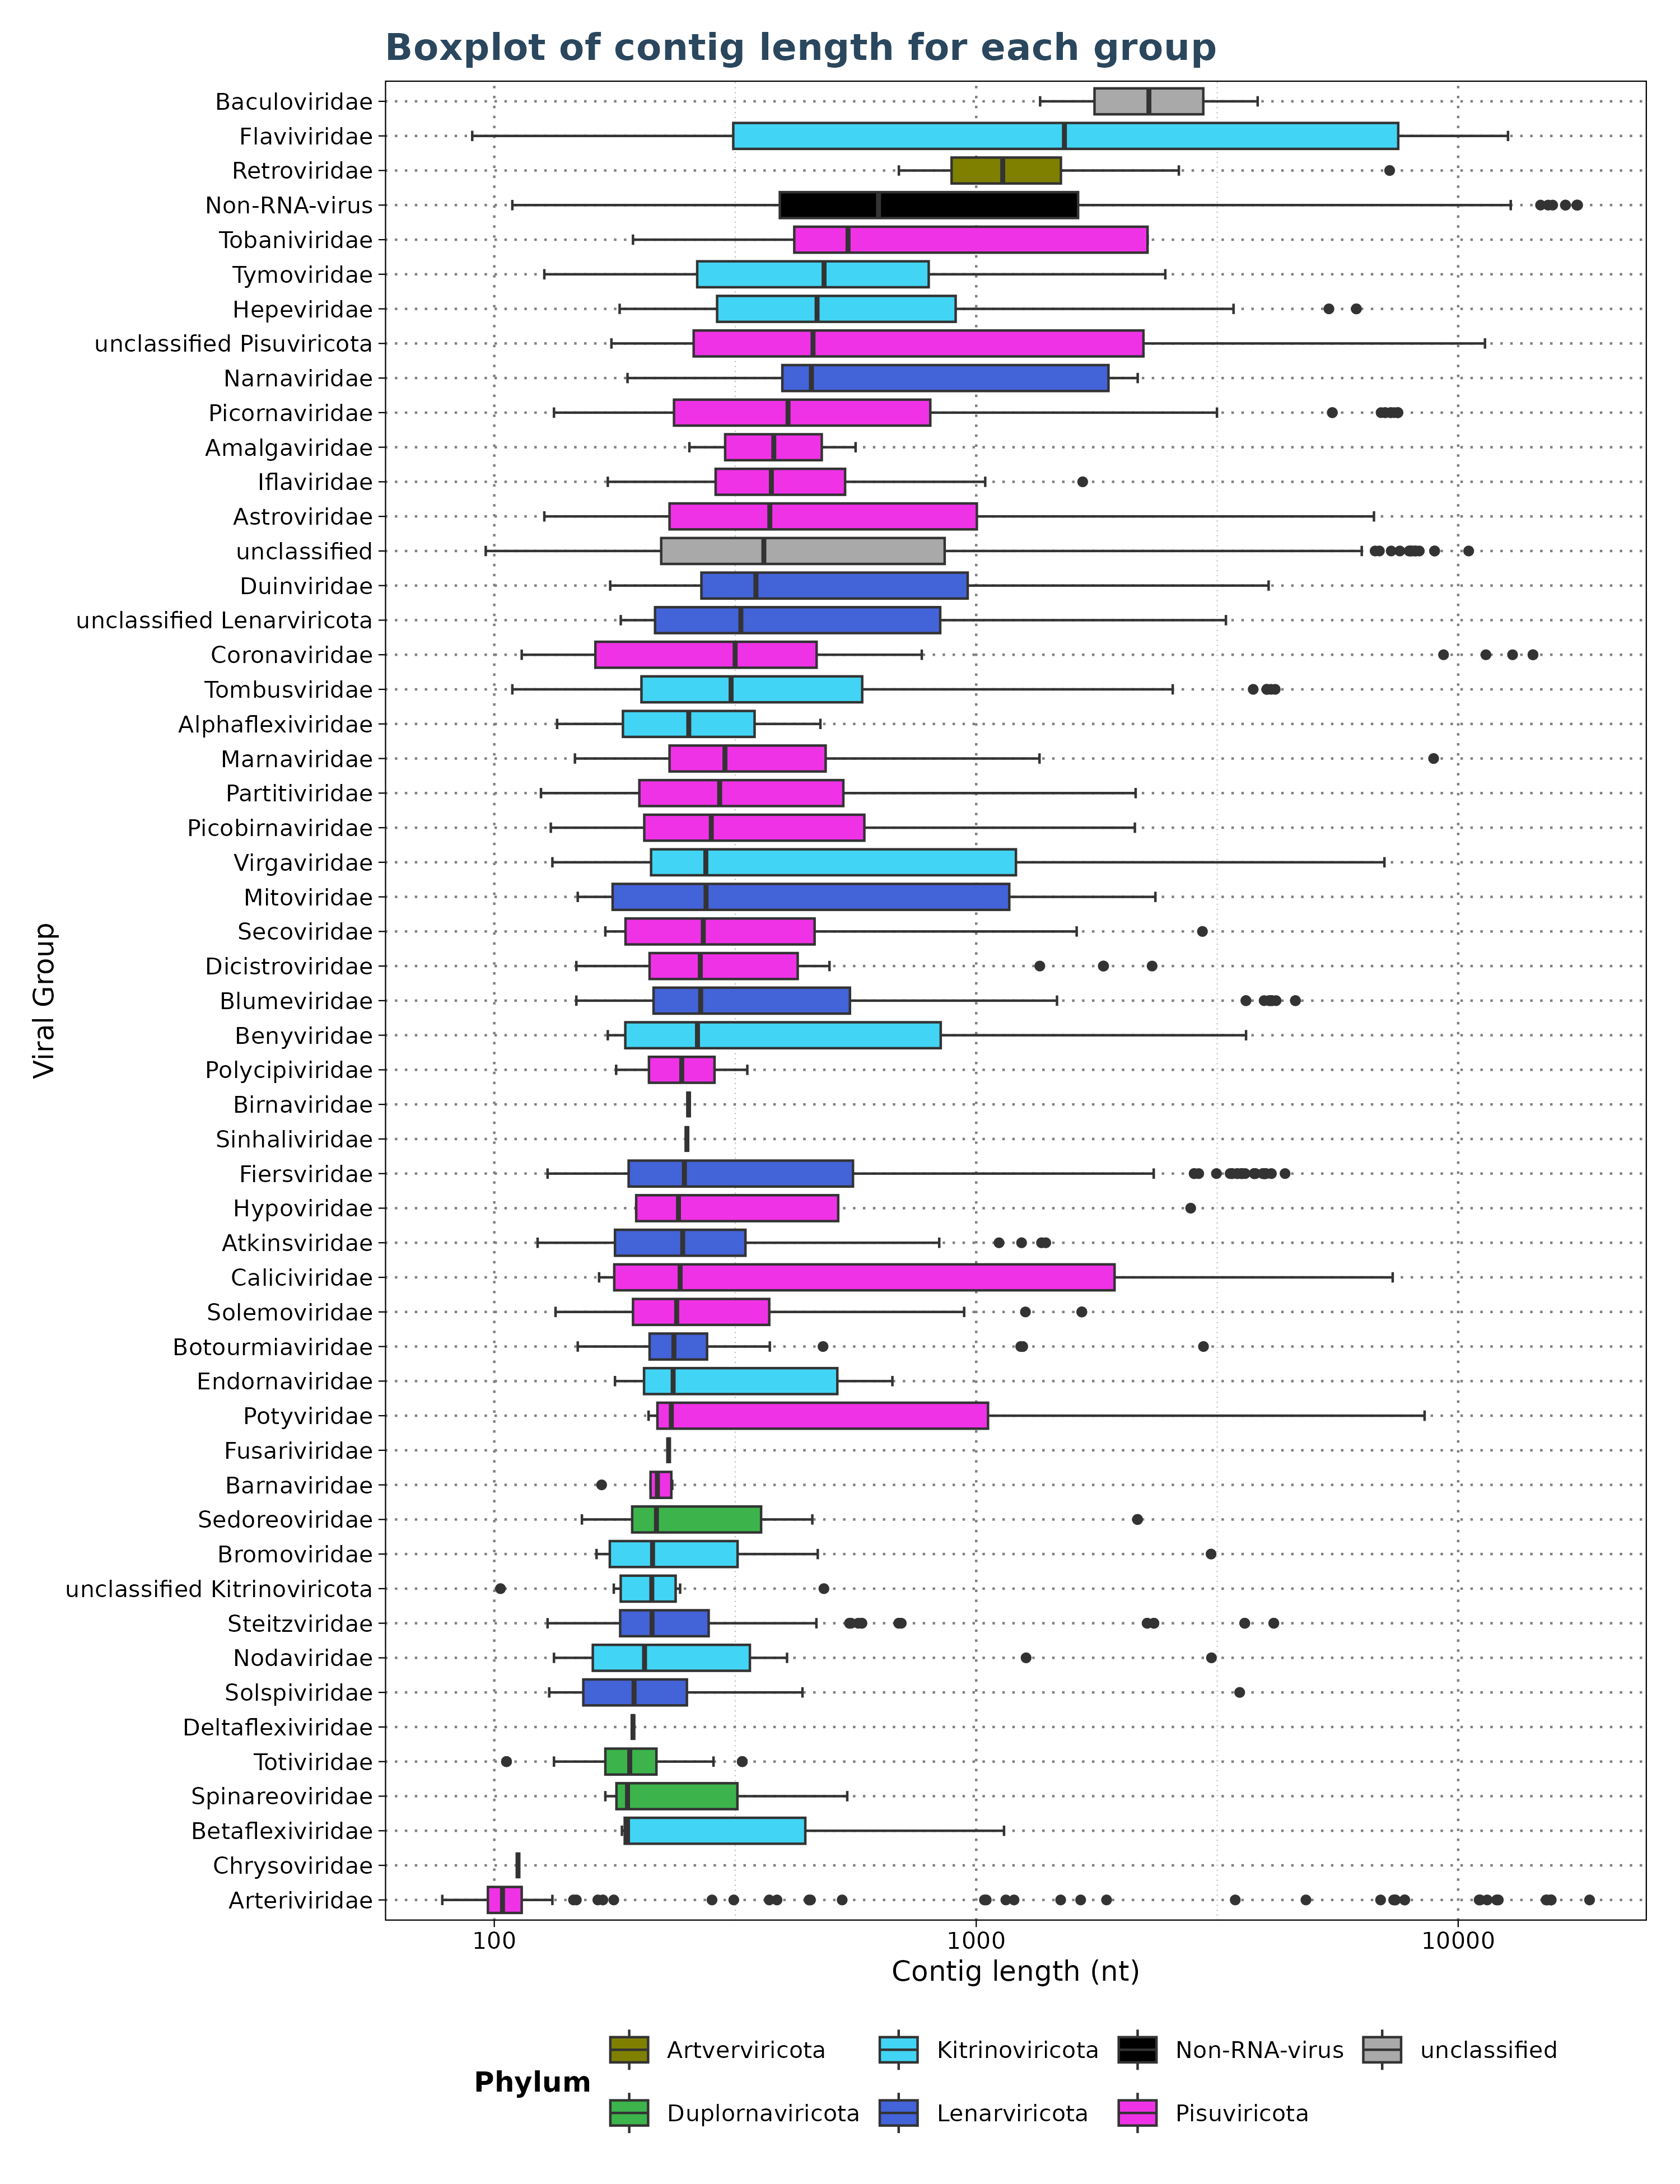 Boxplot of contig length for each group
Baculoviridae
Flaviviridae
Retroviridae
Non-RNA-virus
Tobaniviridae
Tymoviridae
Hepeviridae
unclassified Pisuviricota
Narnaviridae
Picornaviridae
Amalgaviridae
Iflaviridae
Astroviridae
unclassified
Duinviridae
unclassified Lenarviricota
Coronaviridae
Tombusviridae
Alphaflexiviridae
Marnaviridae
Partitiviridae
Picobirnaviridae
Virgaviridae
Mitoviridae
Secoviridae
Dicistroviridae
Blumeviridae
Benyviridae
Polycipiviridae
Birnaviridae
Sinhaliviridae
Fiersviridae
Hypoviridae
Atkinsviridae
Caliciviridae
Solemoviridae
Botourmiaviridae
Endornaviridae
Potyviridae
Fusariviridae
Barnaviridae
Sedoreoviridae
Bromoviridae
unclassified Kitrinoviricota
Steitzviridae
Nodaviridae
Solspiviridae
Deltaflexiviridae
Totiviridae
Spinareoviridae
Betaflexiviridae
Chrysoviridae
Arteriviridae
Viral Group
100 1000 10000
Contig length (nt)
Phylum
Artverviricota Kitrinoviricota Non-RNA-virus unclassified
Duplornaviricota Lenarviricota Pisuviricota